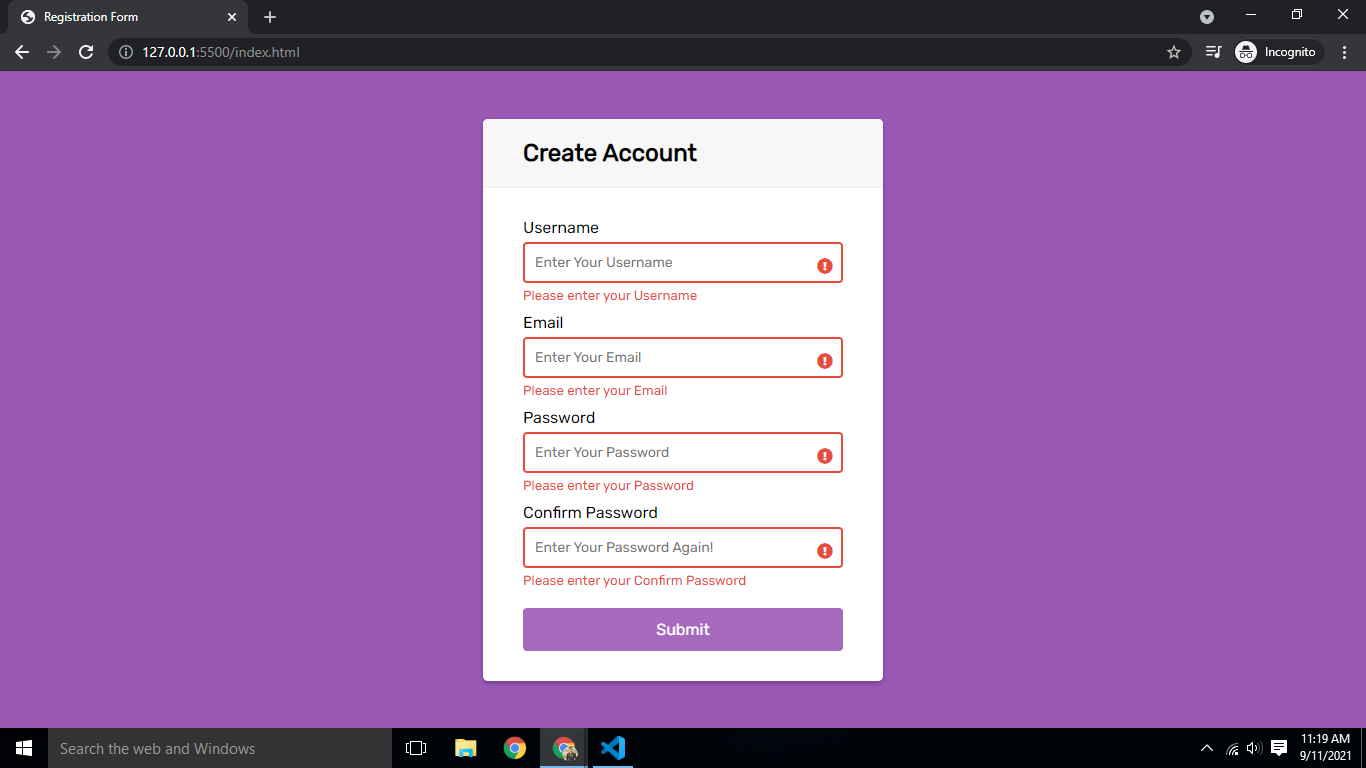 Registration Form
127.0.0.1:5500/index.html
Incognito
Create Account
Username
Enter Your Username
Please enter your Username
Email
Enter Your Email
Please enter your Email
Password
Enter Your Password
Please enter your Password
Confirm Password
Enter Your Password Again!
Please enter your Confirm Password
Submit
Search the web and Windows
11:19 AM
9/11/2021